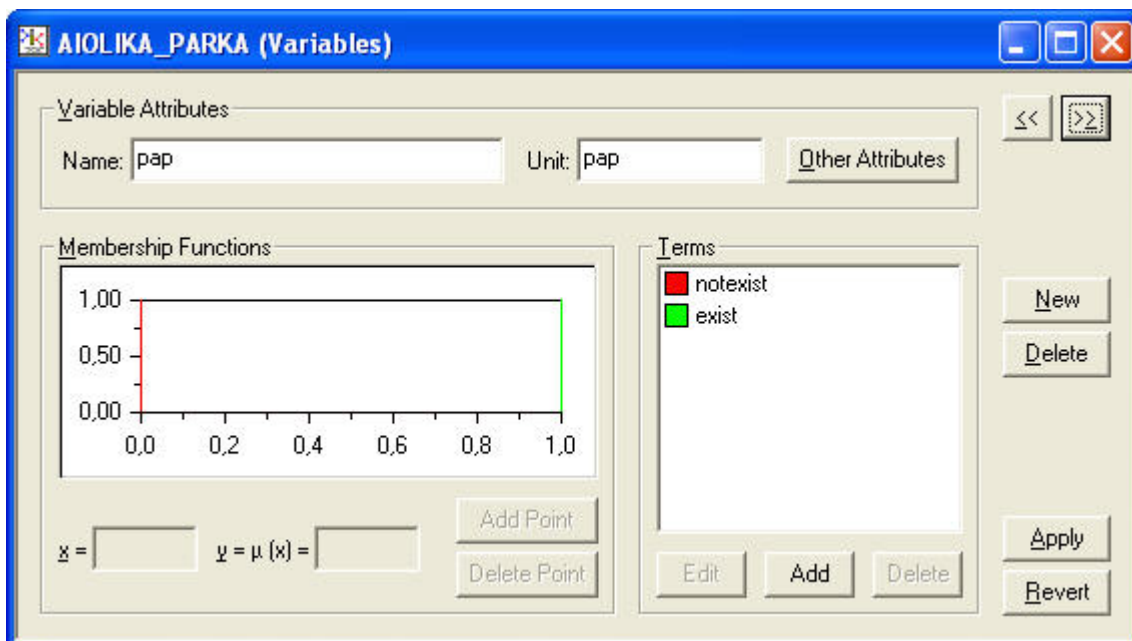 AIOLIKA_PARKA (Variables)
Variable Attributes
Name: pap Unit: pap Other Attributes
<< >>
Membership Functions
1,00
0,50
0,00
0,0 0,2 0,4 0,6 0,8 1,0
x = y = µ (x) =
Add Point
Delete Point
Terms
notexist
exist
Edit Add Delete
New
Delete
Apply
Revert